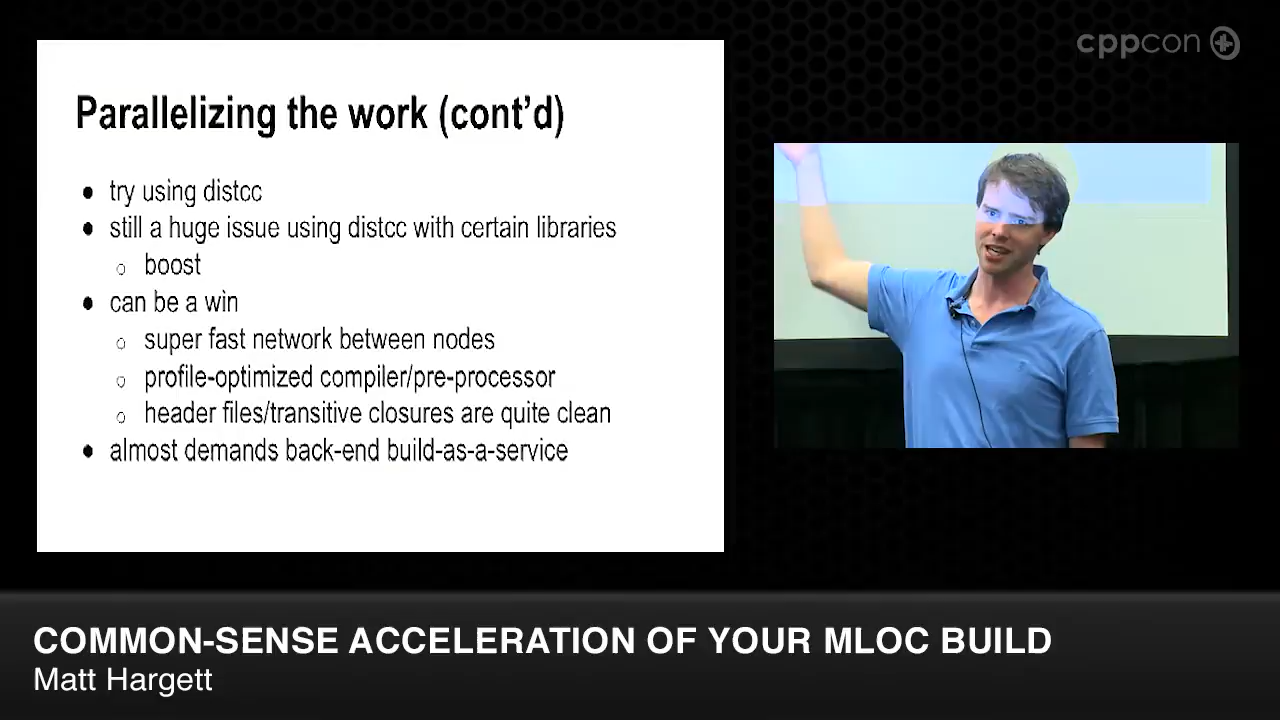 cppcon
Parallelizing the work (cont'd)
● try using distcc
● still a huge issue using distcc with certain libraries
○ boost
● can be a win
○ super fast network between nodes
○ profile-optimized compiler/pre-processor
○ header files/transitive closures are quite clean
● almost demands back-end build-as-a-service
COMMON-SENSE ACCELERATION OF YOUR MLOC BUILD
Matt Hargett